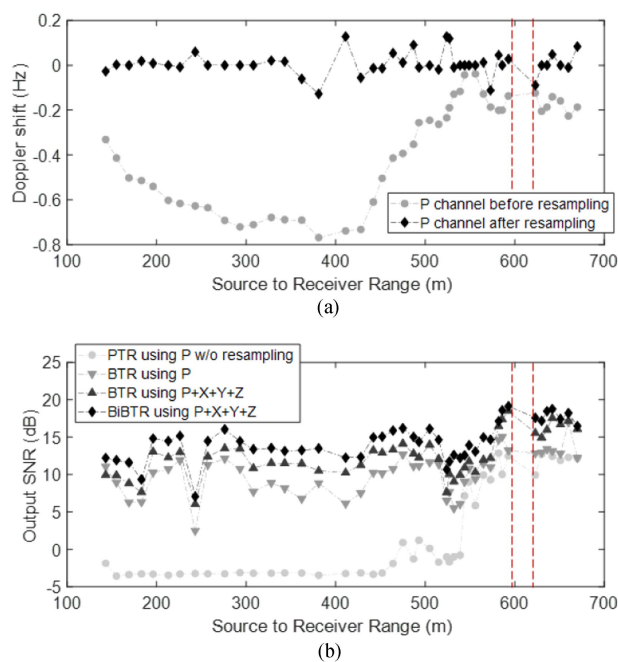 0.2
0
-0.2
-0.4
-0.6
-0.8
Doppler shift (Hz)
P channel before resampling
P channel after resampling
100 200 300 400 500 600 700
Source to Receiver Range (m)
(a)
PTR using P w/o resampling
BTR using P
BTR using P+X+Y+Z
BiBTR using P+X+Y+Z
25
20
15
10
5
0
-5
Output SNR (dB)
100 200 300 400 500 600 700
Source to Receiver Range (m)
(b)